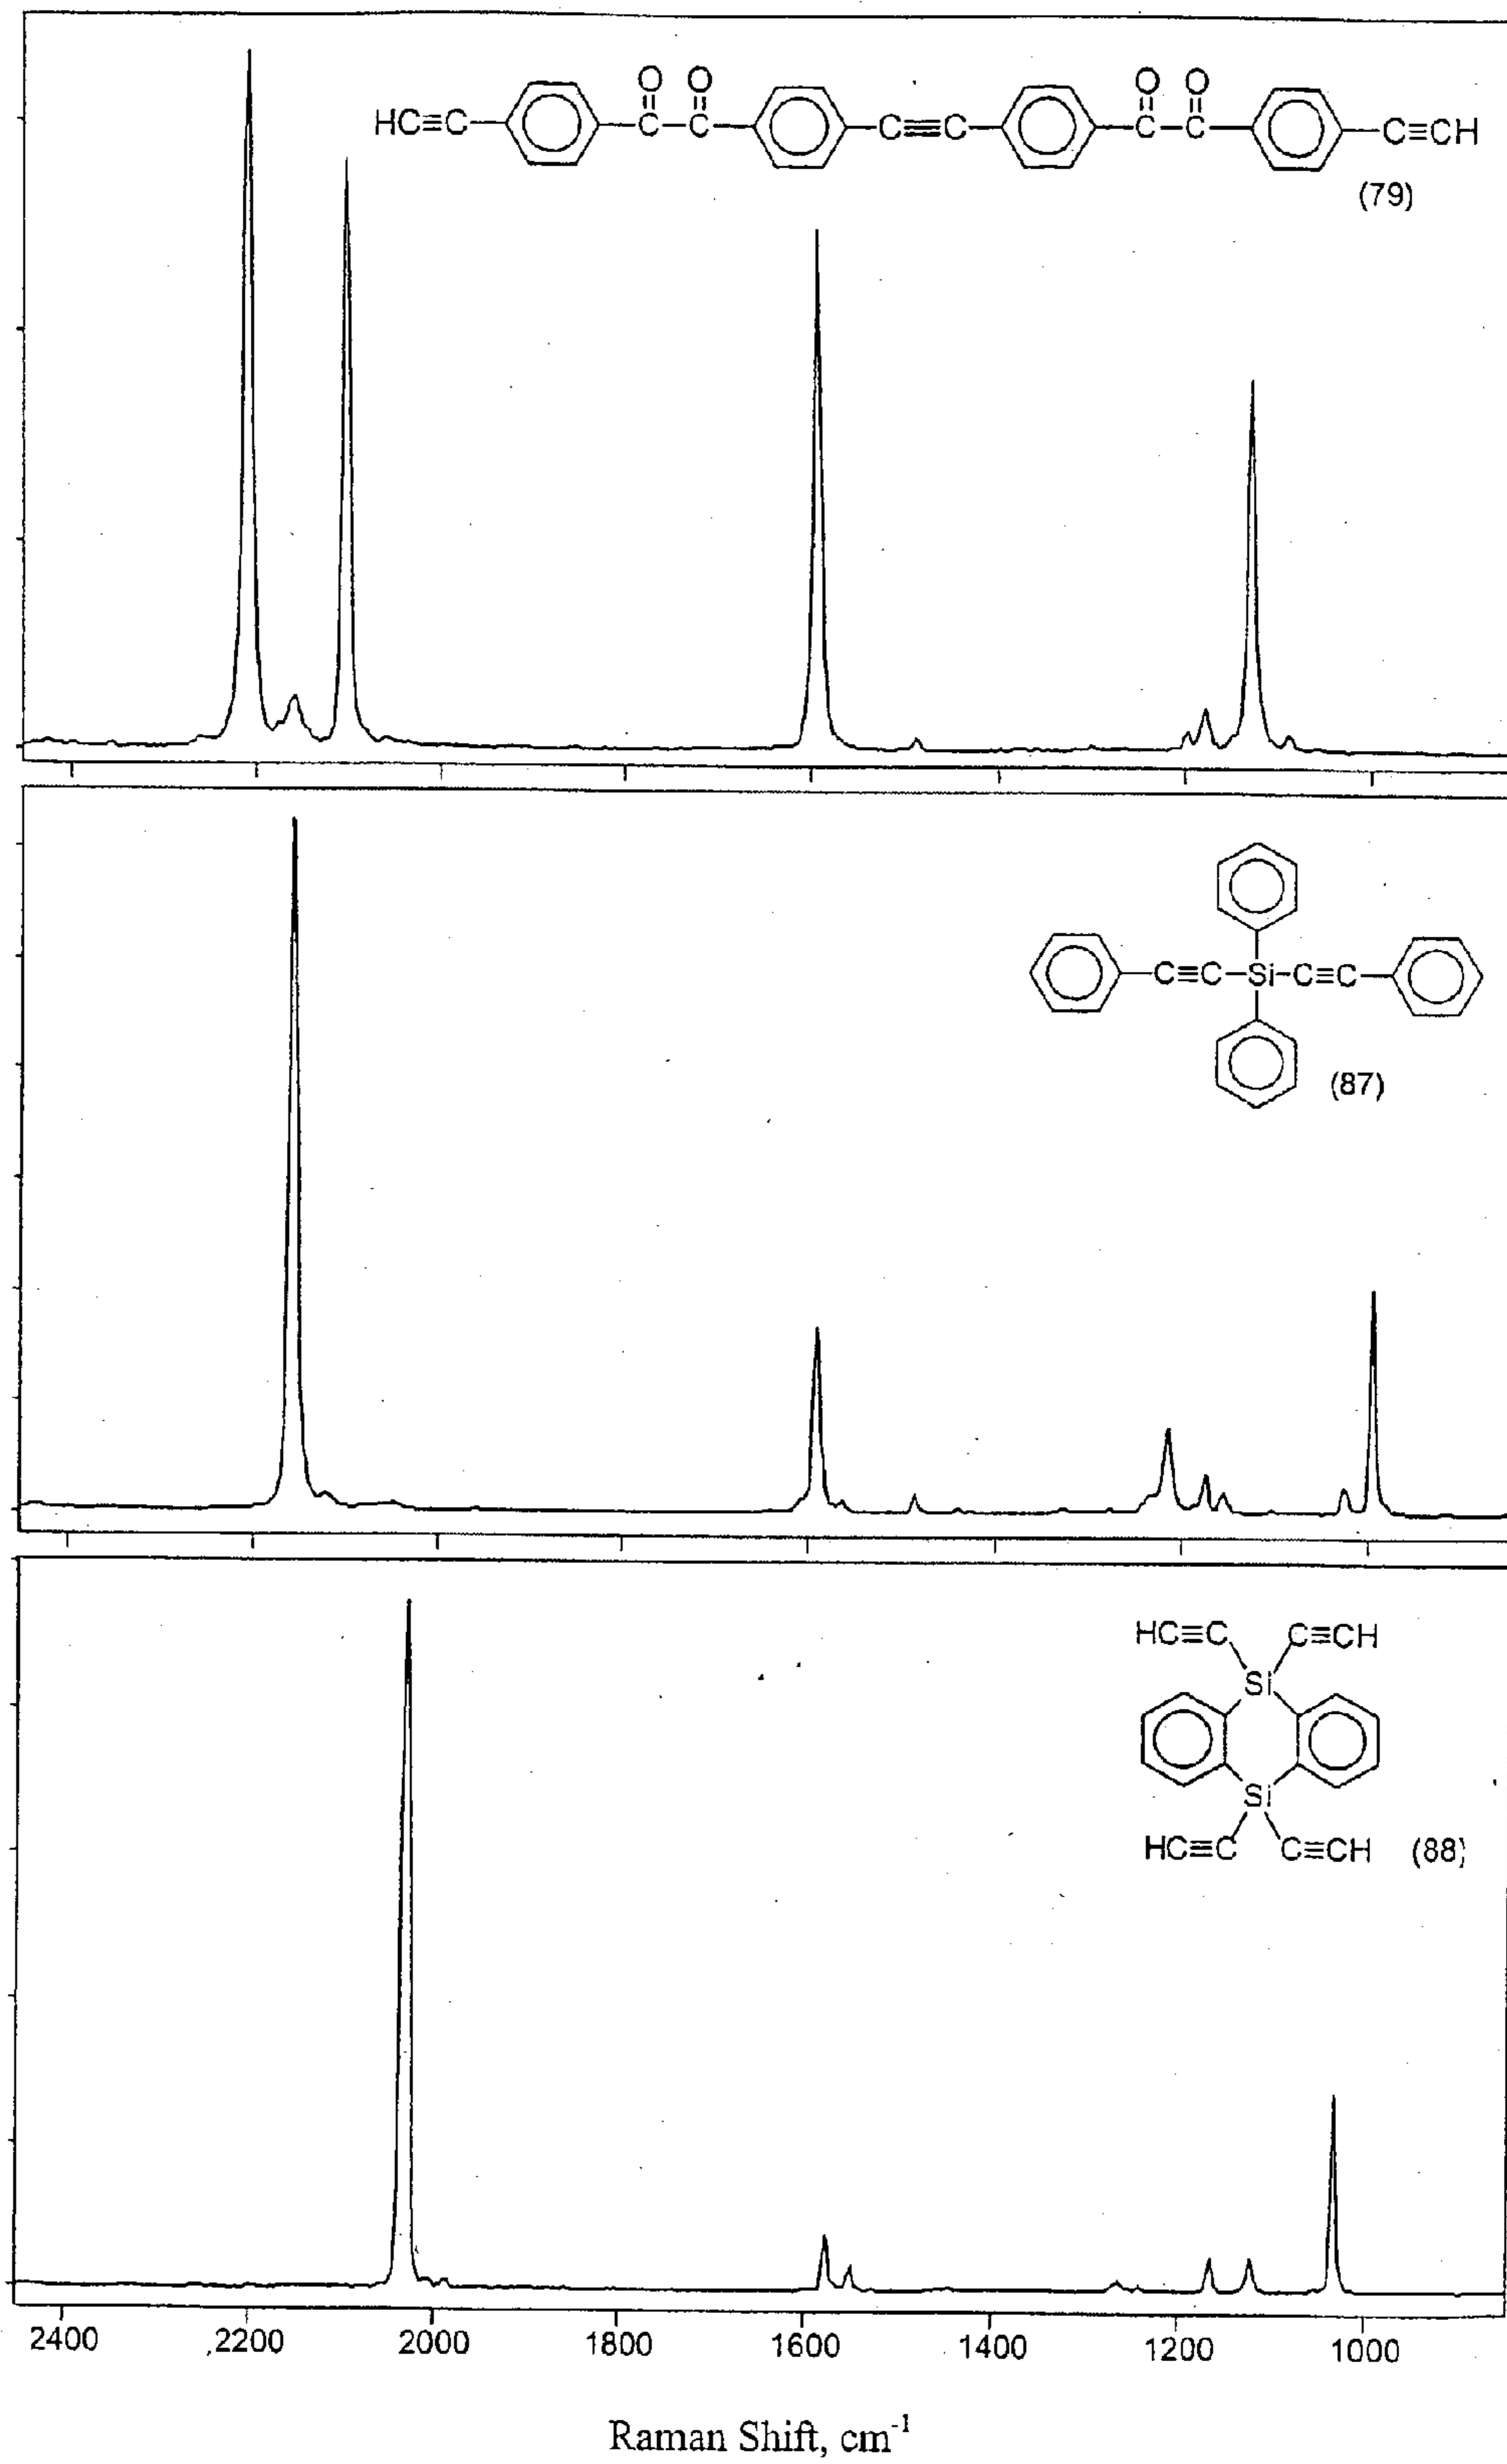 O O O O
HC≡C C C C≡C C C C≡CH
(79)
C≡C Si C≡C
(87)
HC≡C C≡CH
Si
Si
HC≡C C≡CH (88)
2400 2200 2000 1800 1600 1400 1200 1000
Raman Shift, cm⁻¹